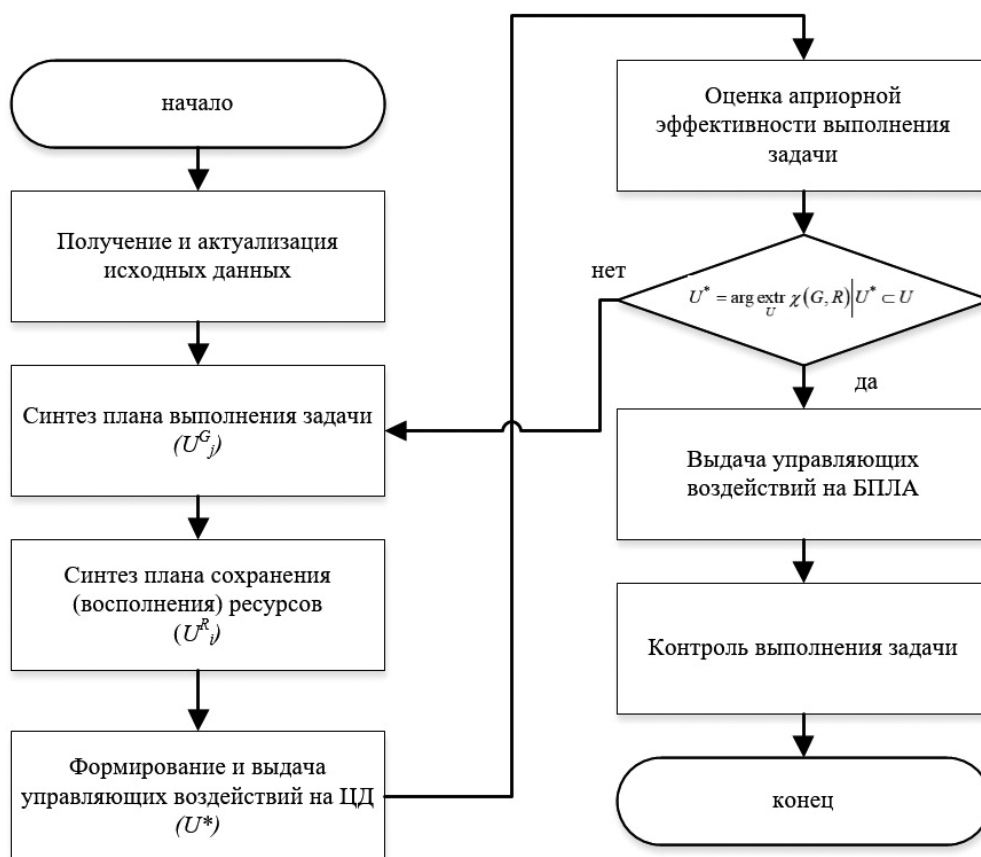 начало
Получение и актуализация
исходных данных
Синтез плана выполнения задачи
(U^G_j)
Синтез плана сохранения
(восполнения) ресурсов
(U^R_i)
Формирование и выдача
управляющих воздействий на ЦД
(U*)
Оценка априорной
эффективности выполнения
задачи
нет
U^* = arg extr_U χ(G, R)|U^* ⊂ U
да
Выдача управляющих
воздействий на БПЛА
Контроль выполнения задачи
конец